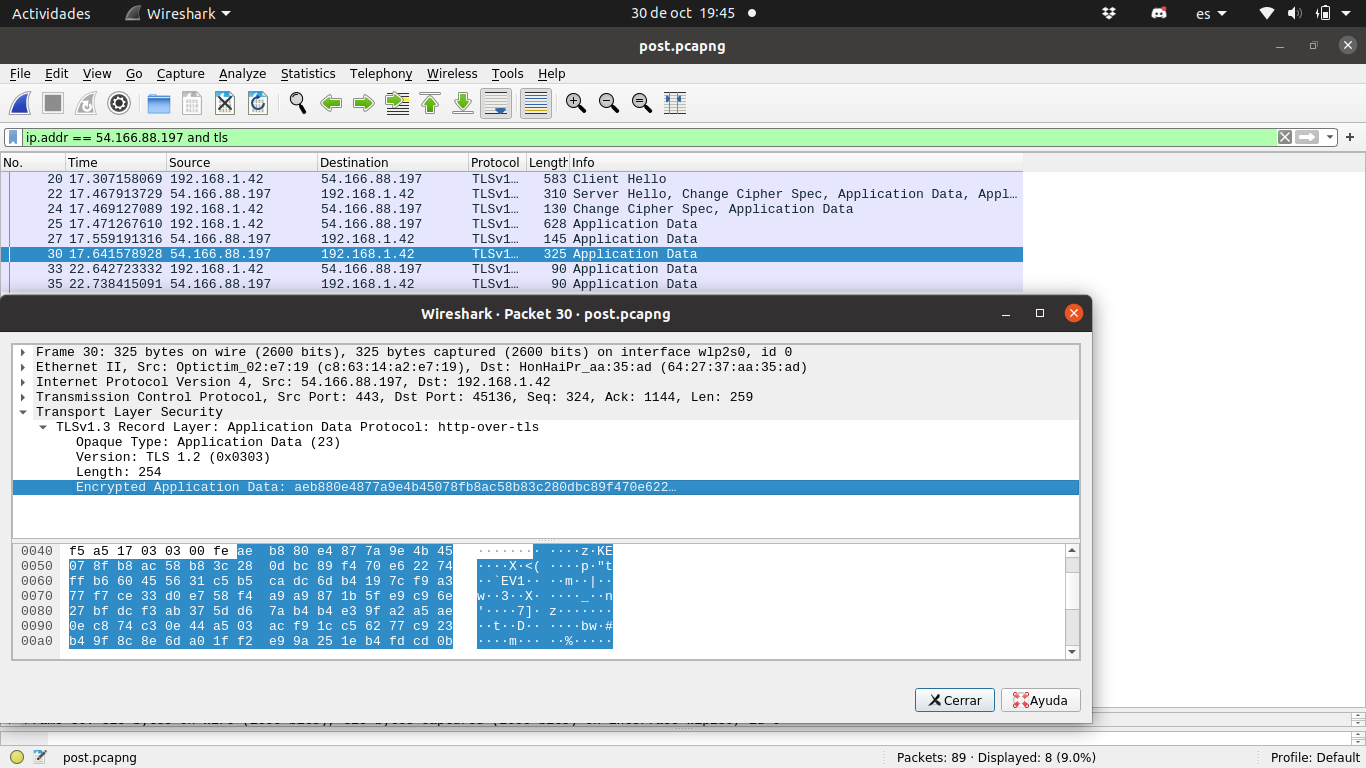 Actividades Wireshark 30 de oct 19:45 es
post.pcapng
File Edit View Go Capture Analyze Statistics Telephony Wireless Tools Help
ip.addr == 54.166.88.197 and tls
No. Time Source Destination Protocol Length Info
20 17.307158069 192.168.1.42 54.166.88.197 TLSv1… 583 Client Hello
22 17.467913729 54.166.88.197 192.168.1.42 TLSv1… 310 Server Hello, Change Cipher Spec, Application Data, Appl…
24 17.469127089 192.168.1.42 54.166.88.197 TLSv1… 130 Change Cipher Spec, Application Data
25 17.471267610 192.168.1.42 54.166.88.197 TLSv1… 628 Application Data
27 17.559191316 54.166.88.197 192.168.1.42 TLSv1… 145 Application Data
30 17.641578928 54.166.88.197 192.168.1.42 TLSv1… 325 Application Data
33 22.642723332 192.168.1.42 54.166.88.197 TLSv1… 90 Application Data
35 22.738415091 54.166.88.197 192.168.1.42 TLSv1… 90 Application Data
Wireshark · Packet 30 · post.pcapng
Frame 30: 325 bytes on wire (2600 bits), 325 bytes captured (2600 bits) on interface wlp2s0, id 0
Ethernet II, Src: Optictim_02:e7:19 (c8:63:14:a2:e7:19), Dst: HonHaiPr_aa:35:ad (64:27:37:aa:35:ad)
Internet Protocol Version 4, Src: 54.166.88.197, Dst: 192.168.1.42
Transmission Control Protocol, Src Port: 443, Dst Port: 45136, Seq: 324, Ack: 1144, Len: 259
Transport Layer Security
TLSv1.3 Record Layer: Application Data Protocol: http-over-tls
Opaque Type: Application Data (23)
Version: TLS 1.2 (0x0303)
Length: 254
Encrypted Application Data: aeb880e4877a9e4b45078fb8ac58b83c280dbc89f470e622…
0040 f5 a5 17 03 03 00 fe ae b8 80 e4 87 7a 9e 4b 45 ········ ····z·KE
0050 07 8f b8 ac 58 b8 3c 28 0d bc 89 f4 70 e6 22 74 ····X·<( ····p·"t
0060 ff b6 60 45 56 31 c5 b5 ca dc 6d b4 19 7c f9 a3 ··`EV1·· ··m··|··
0070 77 f7 ce 33 d0 e7 58 f4 a9 a9 87 1b 5f e9 c9 6e w··3··X· ····_··n
0080 27 bf dc f3 ab 37 5d d6 7a b4 b4 e3 9f a2 a5 ae '····7]· z·······
0090 0e c8 74 c3 0e 44 a5 03 ac f9 1c c5 62 77 c9 23 ··t··D·· ····bw·#
00a0 b4 9f 8c 8e 6d a0 1f f2 e9 9a 25 1e b4 fd cd 0b ····m··· ··%·····
Cerrar Ayuda
post.pcapng Packets: 89 · Displayed: 8 (9.0%) Profile: Default